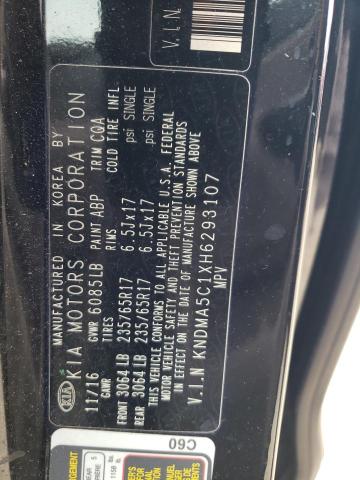 MANUFACTURED IN KOREA BY
KIA KIA MOTORS CORPORATION
11/16 GVWR 6085LB PAINT ABP TRIM CQA
GAWR TIRES RIMS COLD TIRE INFL
FRONT 3064LB 235/65R17 6.5Jx17 psi SINGLE
REAR 3064LB 235/65R17 6.5Jx17 psi SINGLE
THIS VEHICLE CONFORMS TO ALL APPLICABLE U.S.A. FEDERAL
MOTOR VEHICLE SAFETY AND THEFT PREVENTION STANDARDS
IN EFFECT ON THE DATE OF MANUFACTURE SHOWN ABOVE
V.I.N KNDMA5C1XH6293107
MPV
V.I.N
C60